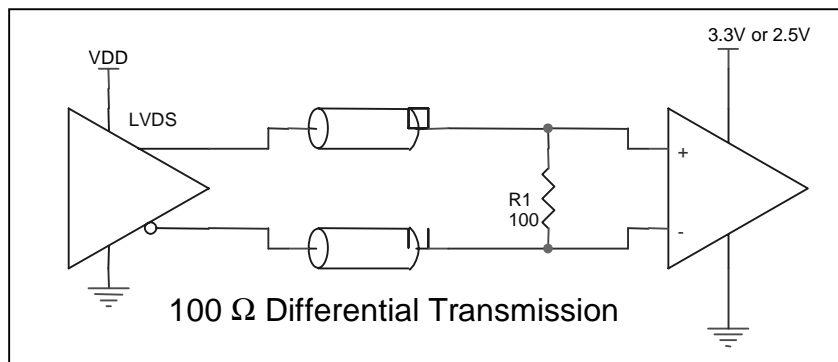 3.3V or 2.5V
VDD
LVDS
+
R1
100
-
100 Ω Differential Transmission